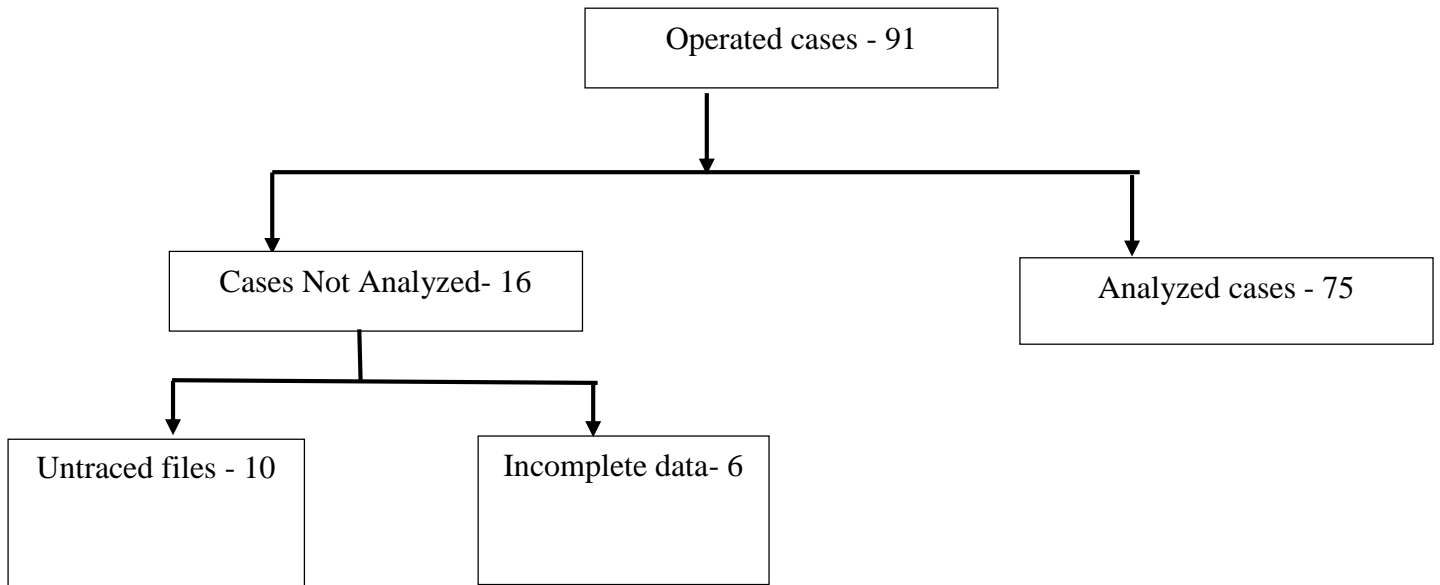 Operated cases - 91
Cases Not Analyzed- 16
Analyzed cases - 75
Untraced files - 10
Incomplete data- 6